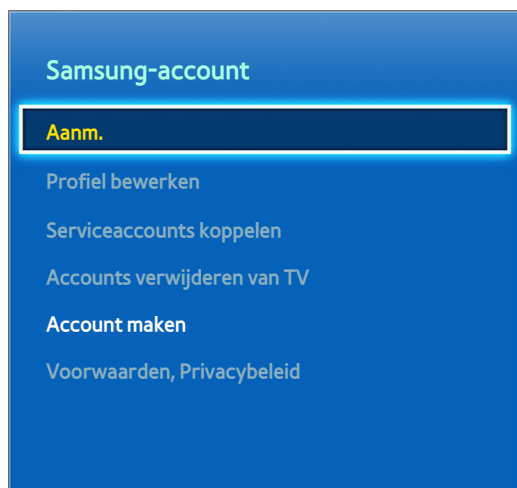 Samsung-account
Aanm.
Profiel bewerken
Serviceaccounts koppelen
Accounts verwijderen van TV
Account maken
Voorwaarden, Privacybeleid